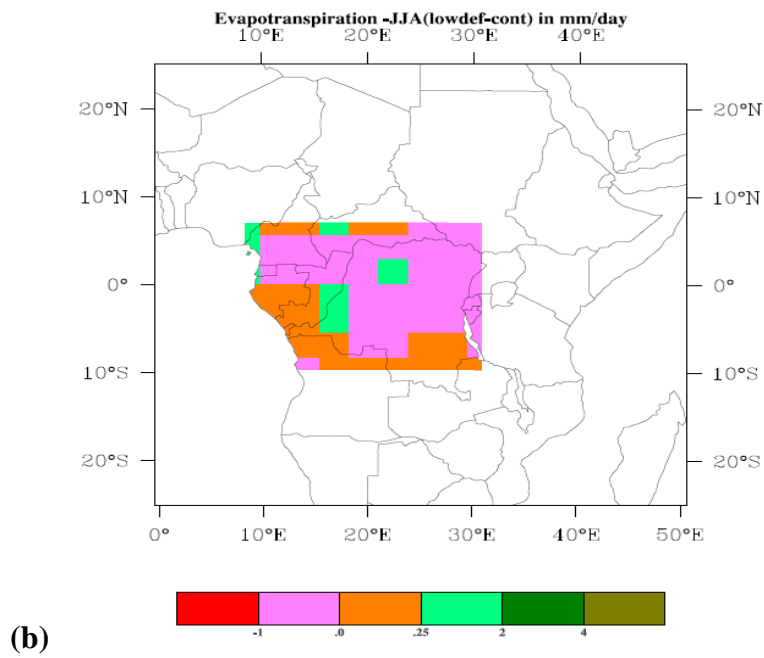 Evapotranspiration -JJA(lowdef-cont) in mm/day
10°E 20°E 30°E 40°E
20°N 20°N
10°N 10°N
0° 0°
10°S 10°S
20°S 20°S
0° 10°E 20°E 30°E 40°E 50°E
-1 .0 .25 2 4
(b)